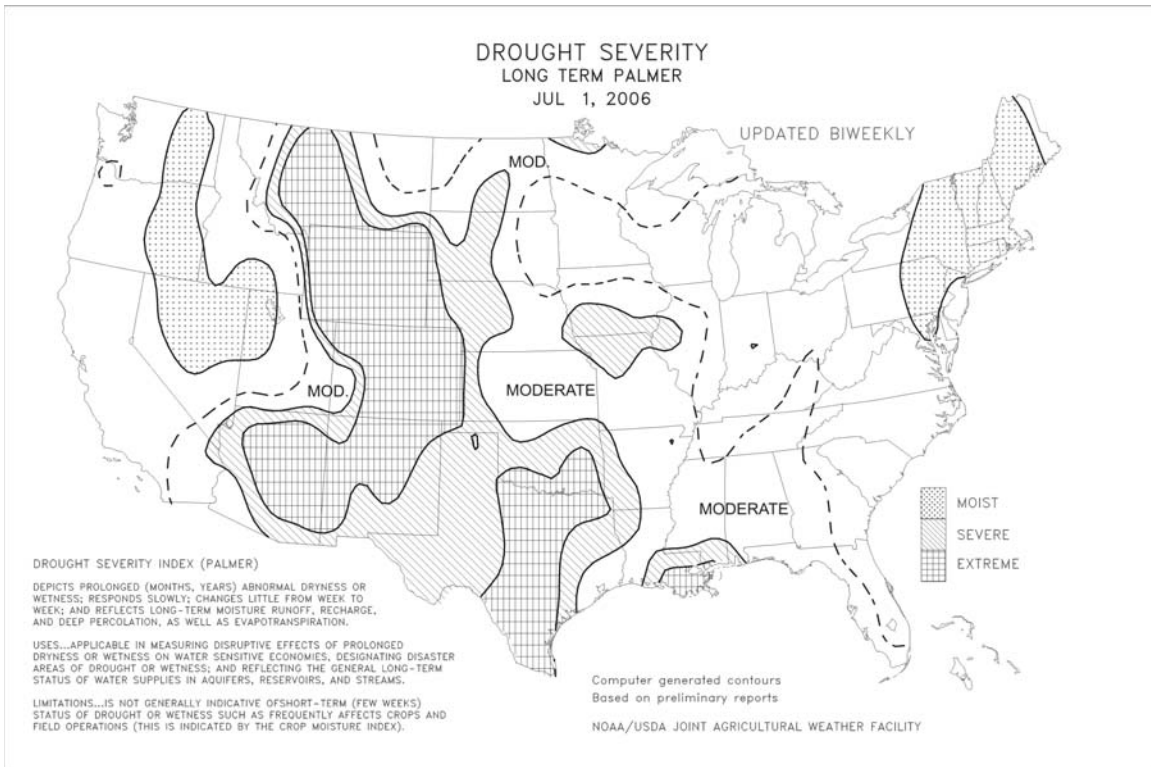 DROUGHT SEVERITY
LONG TERM PALMER
JUL 1, 2006
UPDATED BIWEEKLY
MOD.
MOD.
MODERATE
MODERATE
MOIST
SEVERE
EXTREME
DROUGHT SEVERITY INDEX (PALMER)
DEPICTS PROLONGED (MONTHS, YEARS) ABNORMAL DRYNESS OR
WETNESS; RESPONDS SLOWLY; CHANGES LITTLE FROM WEEK TO
WEEK; AND REFLECTS LONG-TERM MOISTURE RUNOFF, RECHARGE,
AND DEEP PERCOLATION, AS WELL AS EVAPOTRANSPIRATION.
USES...APPLICABLE IN MEASURING DISRUPTIVE EFFECTS OF PROLONGED
DRYNESS OR WETNESS ON WATER SENSITIVE ECONOMIES, DESIGNATING DISASTER
AREAS OF DROUGHT OR WETNESS; AND REFLECTING THE GENERAL LONG-TERM
STATUS OF WATER SUPPLIES IN AQUIFERS, RESERVOIRS, AND STREAMS.
LIMITATIONS...IS NOT GENERALLY INDICATIVE OFSHORT-TERM (FEW WEEKS)
STATUS OF DROUGHT OR WETNESS SUCH AS FREQUENTLY AFFECTS CROPS AND
FIELD OPERATIONS (THIS IS INDICATED BY THE CROP MOISTURE INDEX).
Computer generated contours
Based on preliminary reports
NOAA/USDA JOINT AGRICULTURAL WEATHER FACILITY